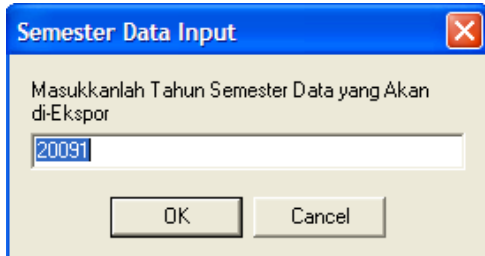 Semester Data Input
Masukkanlah Tahun Semester Data yang Akan
di-Ekspor
20091
OK
Cancel